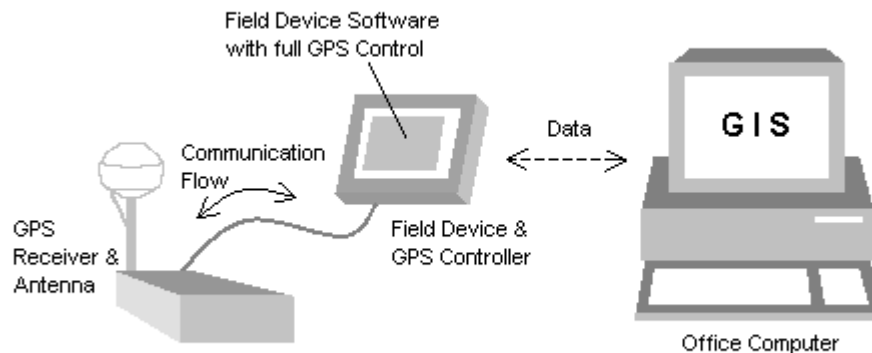 Field Device Software
with full GPS Control
Data
G I S
Communication
Flow
GPS
Receiver &
Antenna
Field Device &
GPS Controller
Office Computer